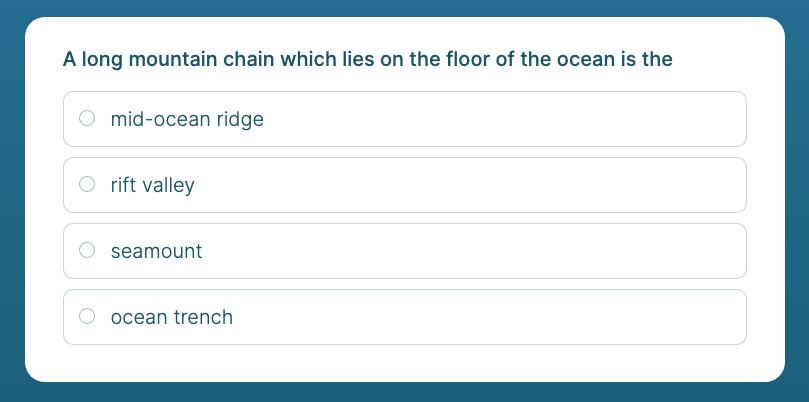 A long mountain chain which lies on the floor of the ocean is the
mid-ocean ridge
rift valley
seamount
ocean trench